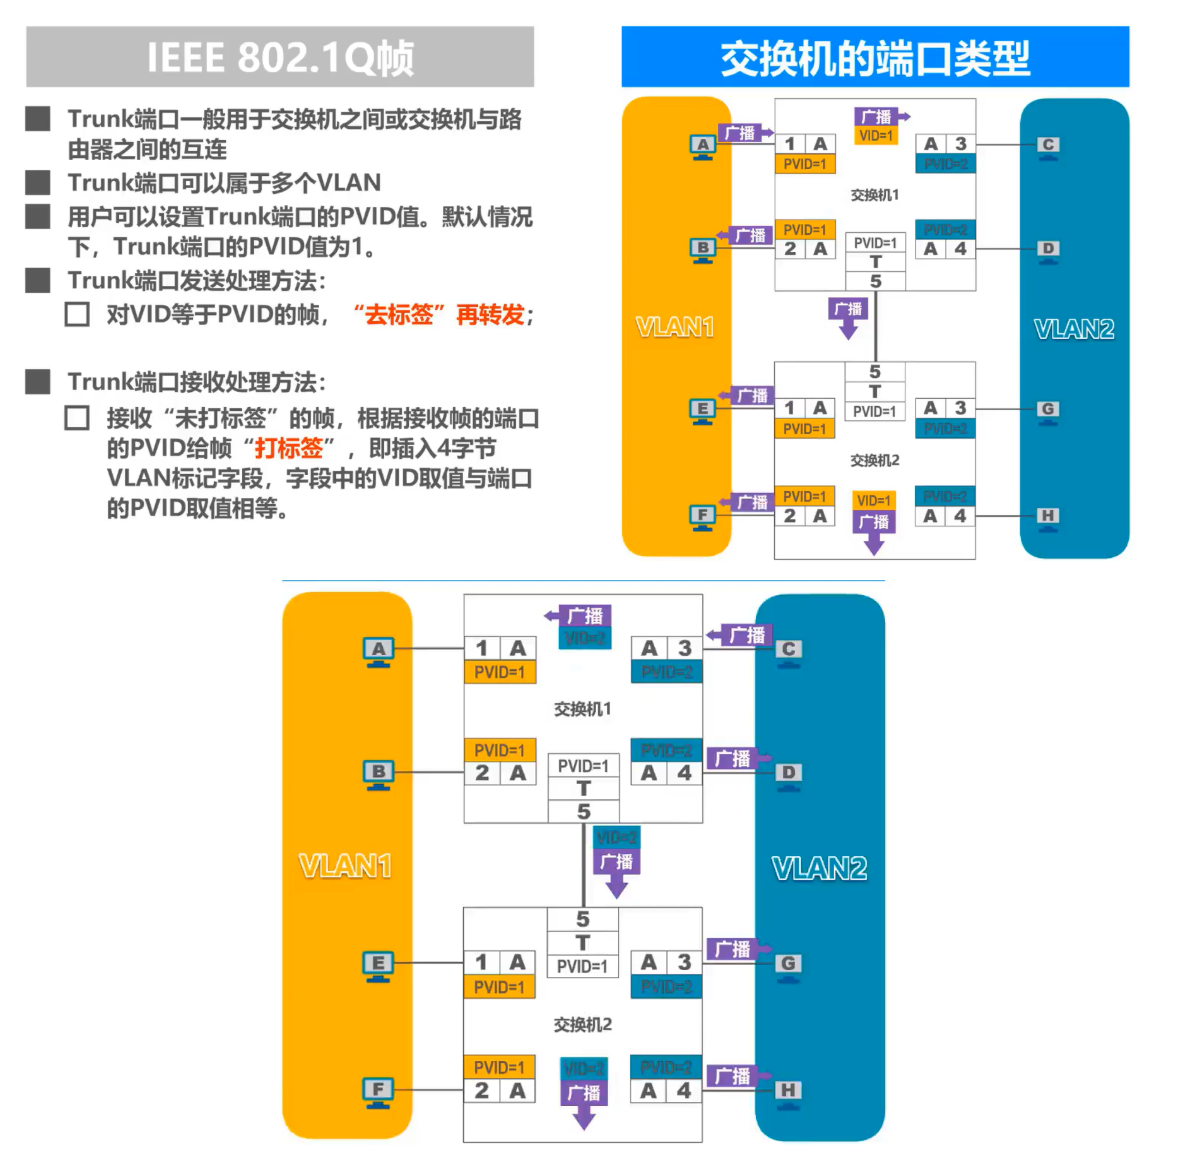 IEEE 802.1Q帧
Trunk端口一般用于交换机之间或交换机与路
由器之间的互连
Trunk端口可以属于多个VLAN
用户可以设置Trunk端口的PVID值。默认情况
下，Trunk端口的PVID值为1。
Trunk端口发送处理方法：
对VID等于PVID的帧，“去标签”再转发；
Trunk端口接收处理方法：
接收“未打标签”的帧，根据接收帧的端口
的PVID给帧“打标签”，即插入4字节
VLAN标记字段，字段中的VID取值与端口
的PVID取值相等。
交换机的端口类型
广播
VID=1
A 广播 1 A A 3 C
PVID=1 PVID=2
交换机1
广播 PVID=1 PVID=2
B 2 A PVID=1 A 4 D
T
5
广播
VLAN1 VLAN2
5
广播 T
E 1 A PVID=1 A 3 G
PVID=1 PVID=2
交换机2
广播 PVID=1 VID=1 PVID=2
F 2 A 广播 A 4 H
广播
VID=2 广播
A 1 A A 3 C
PVID=1 PVID=2
交换机1
PVID=1 PVID=2 广播
B 2 A PVID=1 A 4 D
T
5
VID=2
广播
VLAN1 VLAN2
5
T 广播
E 1 A PVID=1 A 3 G
PVID=1 PVID=2
交换机2
PVID=1 VID=2 PVID=2 广播
F 2 A 广播 A 4 H